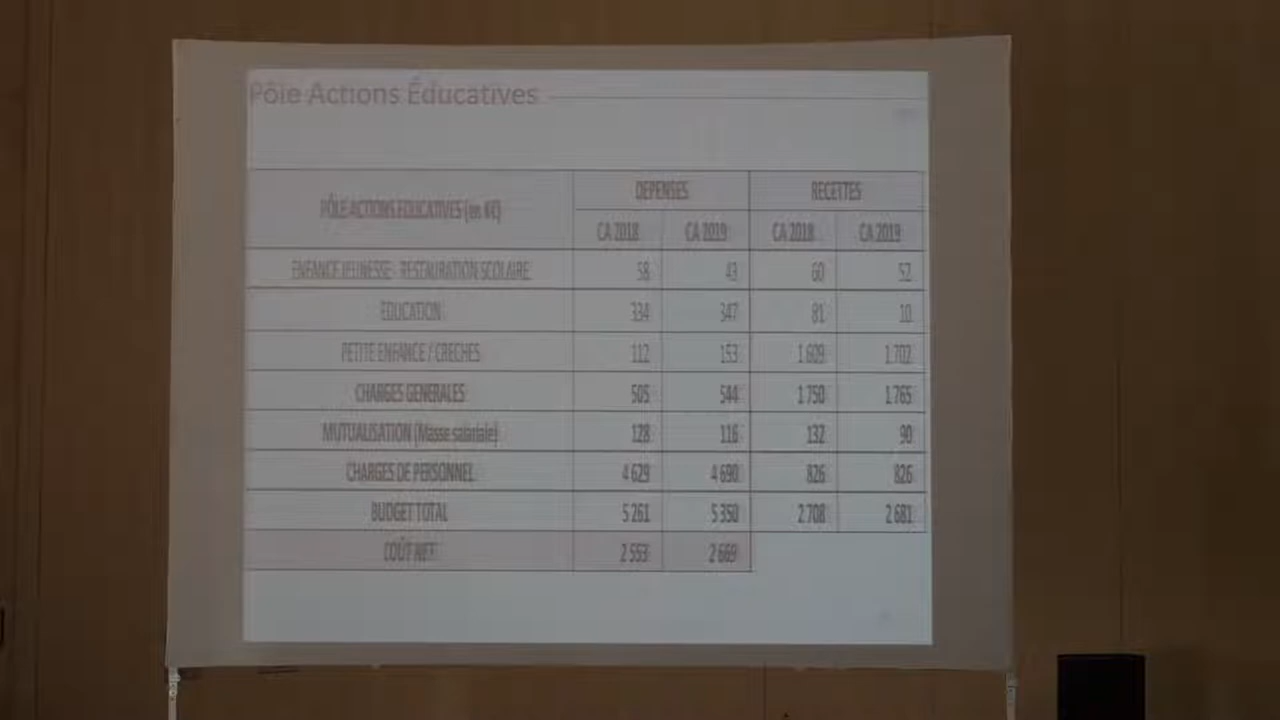 Pôle Actions Éducatives
PÔLE ACTIONS EDUCATIVES (en K€) DEPENSES RECETTES
CA 2018 CA 2019 CA 2018 CA 2019
ENFANCE JEUNESSE - RESTAURATION SCOLAIRE 58 43 60 52
EDUCATION 334 347 81 10
PETITE ENFANCE / CRECHES 112 153 1 609 1 702
CHARGES GENERALES 505 544 1 750 1 765
MUTUALISATION (Masse salariale) 128 116 132 90
CHARGES DE PERSONNEL 4 629 4 690 826 826
BUDGET TOTAL 5 261 5 350 2 708 2 681
COÛT NET 2 553 2 669